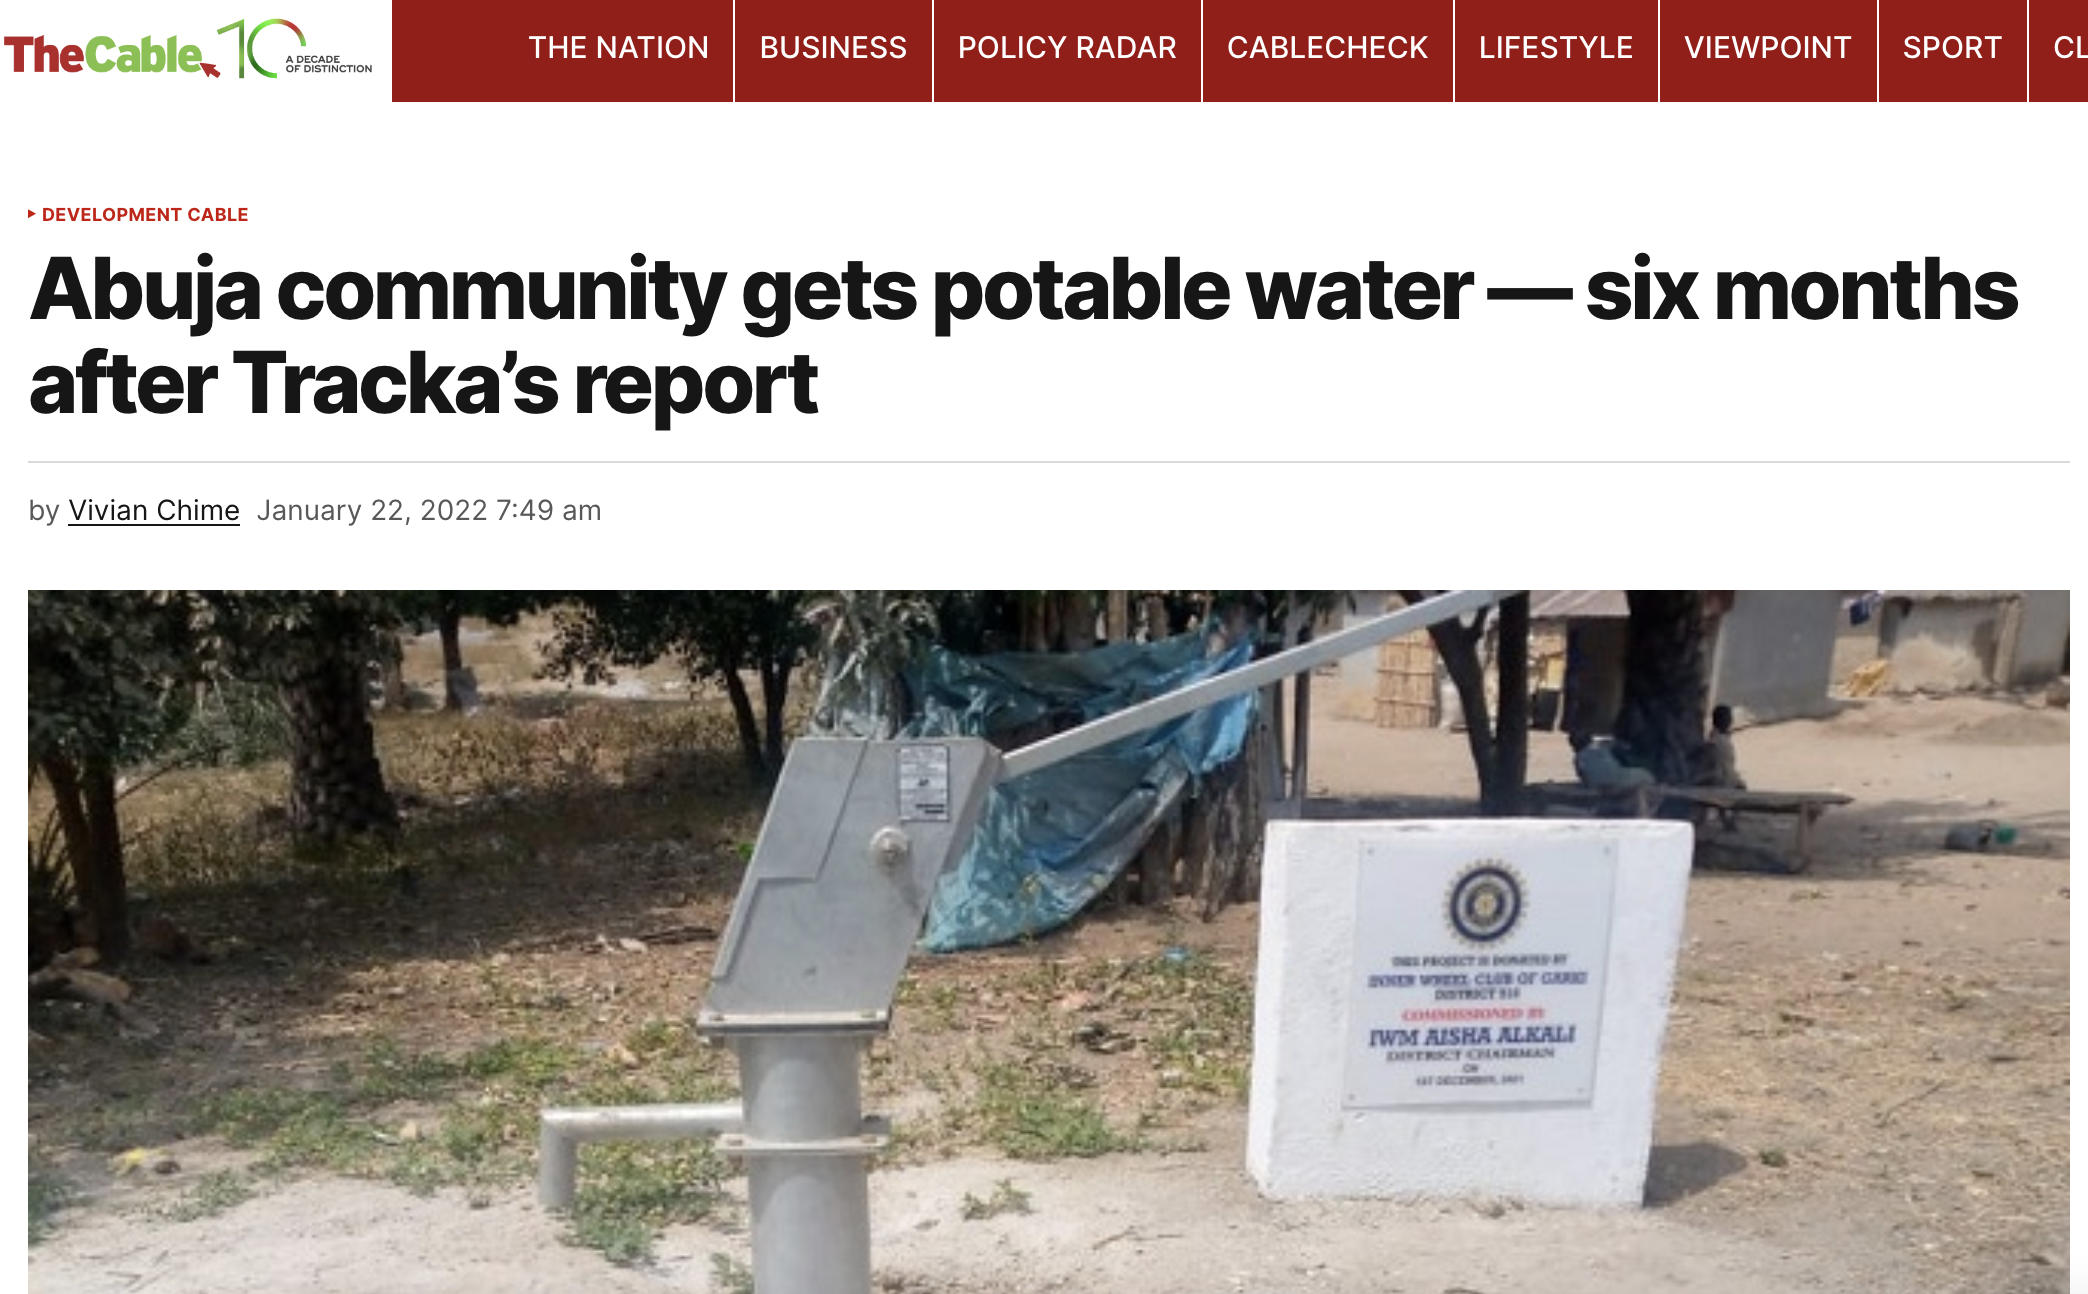 TheCable 10 A DECADE
OF DISTINCTION
THE NATION
BUSINESS
POLICY RADAR
CABLECHECK
LIFESTYLE
VIEWPOINT
SPORT
CL
DEVELOPMENT CABLE
Abuja community gets potable water — six months
after Tracka’s report
by Vivian Chime January 22, 2022 7:49 am
THIS PROJECT IS DONATED BY
INNER WHEEL CLUB OF GARKI
DISTRICT 910
COMMISSIONED BY
IWM AISHA ALKALI
DISTRICT CHAIRMAN
ON
1ST DECEMBER, 2021